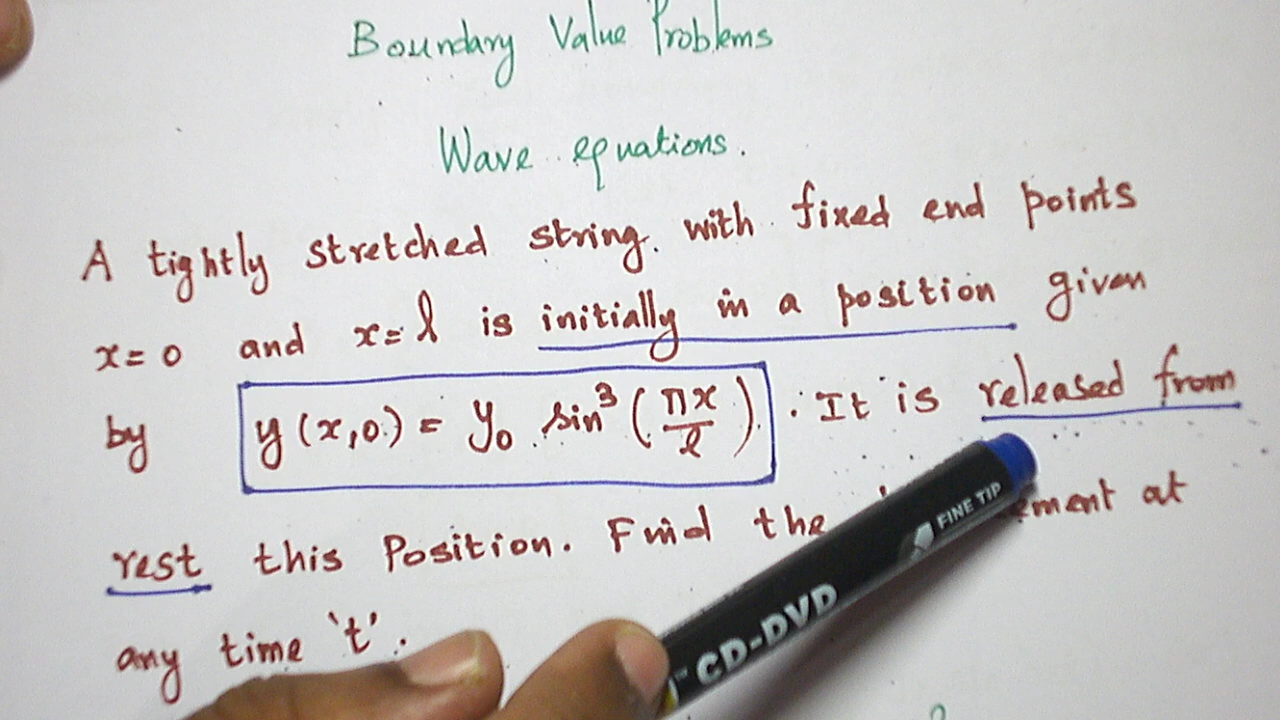 Boundary Value Problems
Wave equations.
A tightly stretched string. with fixed end points
x=0 and x=l is initially in a position given
by y(x,0) = y₀ sin³(πx/l). It is released from
rest this Position. Find the ement at
any time 't'.
FINE TIP
CD-DVD